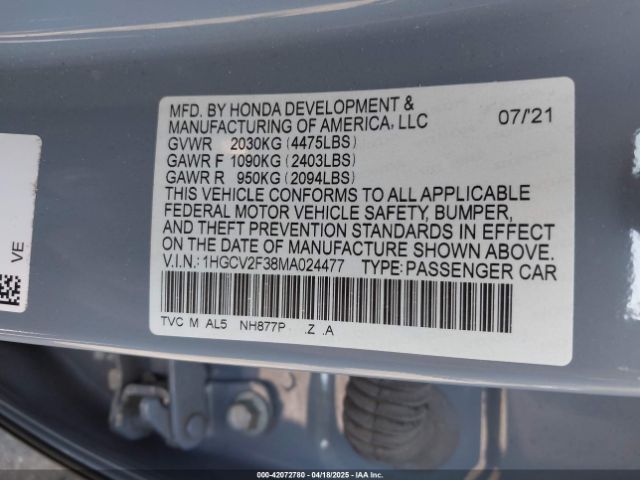 MFD. BY HONDA DEVELOPMENT &
MANUFACTURING OF AMERICA, LLC 07/'21
GVWR 2030KG (4475LBS)
GAWR F 1090KG (2403LBS)
GAWR R 950KG (2094LBS)
THIS VEHICLE CONFORMS TO ALL APPLICABLE
FEDERAL MOTOR VEHICLE SAFETY, BUMPER,
AND THEFT PREVENTION STANDARDS IN EFFECT
ON THE DATE OF MANUFACTURE SHOWN ABOVE.
V.I.N.: 1HGCV2F38MA024477 TYPE: PASSENGER CAR
TVC M AL5 NH877P .Z .A
VE
000-42072780 - 04/18/2025 - IAA Inc.